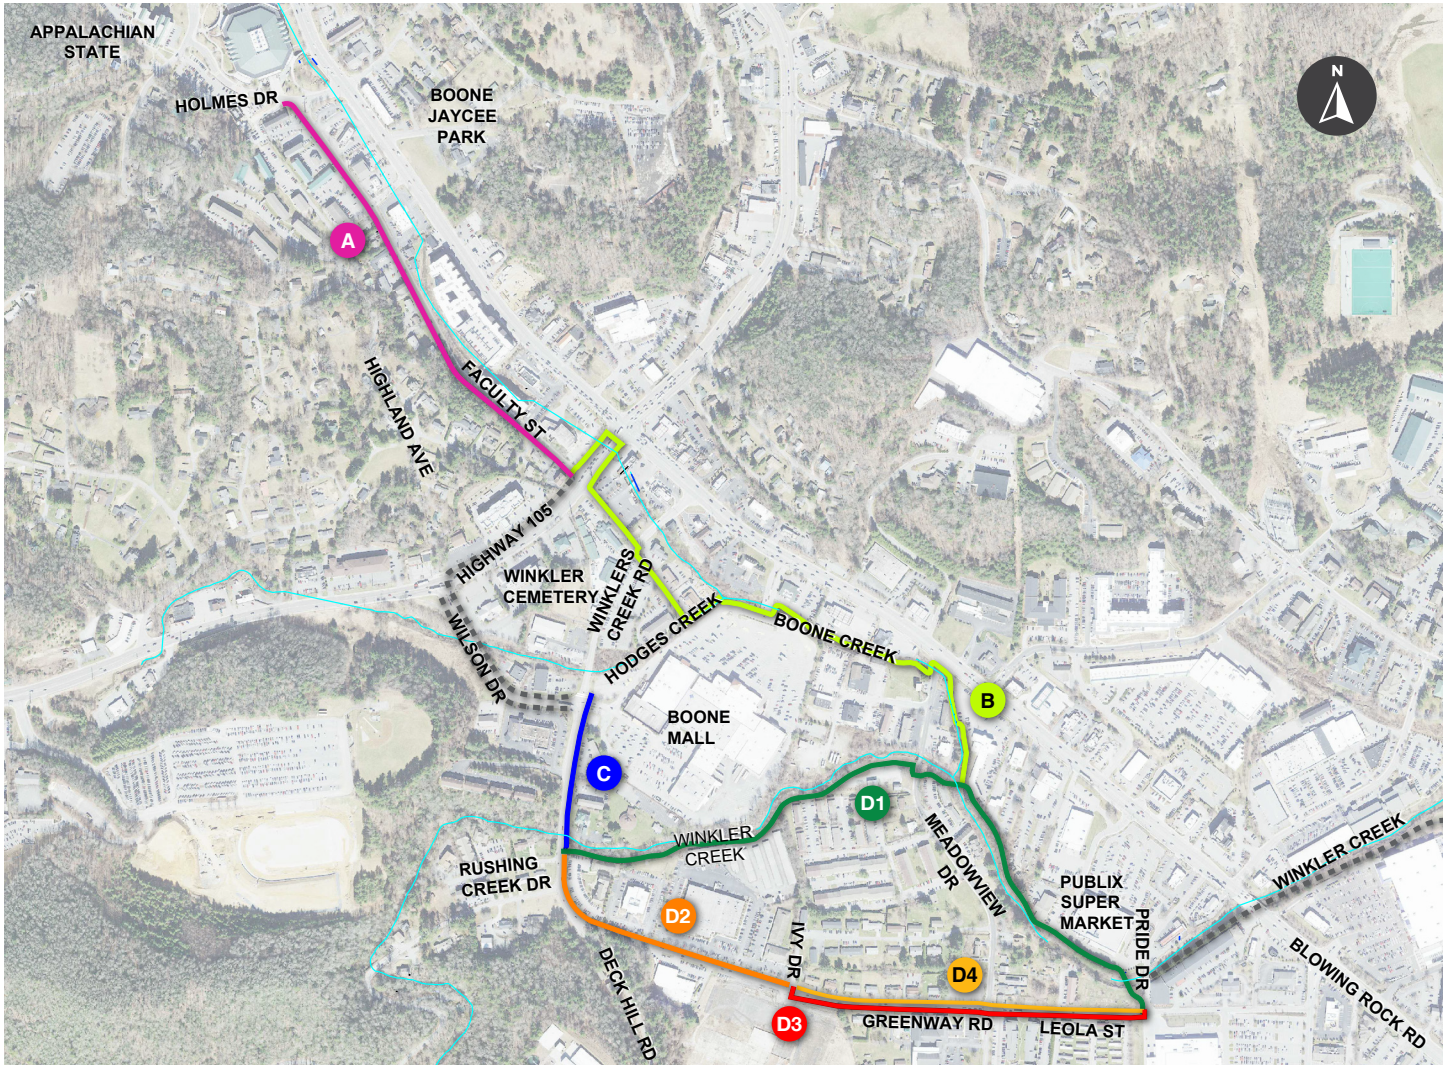 APPALACHIAN
STATE
N
HOLMES DR
BOONE
JAYCEE
PARK
A
HIGHLAND AVE
FACULTY ST
HIGHWAY 105
WINKLER
CEMETERY
WINKLERS
CREEK RD
WILSON DR
HODGES CREEK
BOONE CREEK
B
BOONE
MALL
C
D1
WINKLER
CREEK
MEADOWVIEW
DR
RUSHING
CREEK DR
PUBLIX
SUPER
MARKET
WINKLER CREEK
D2
IVY DR
PRIDE DR
BLOWING ROCK RD
DECK HILL RD
D4
D3
GREENWAY RD
LEOLA ST